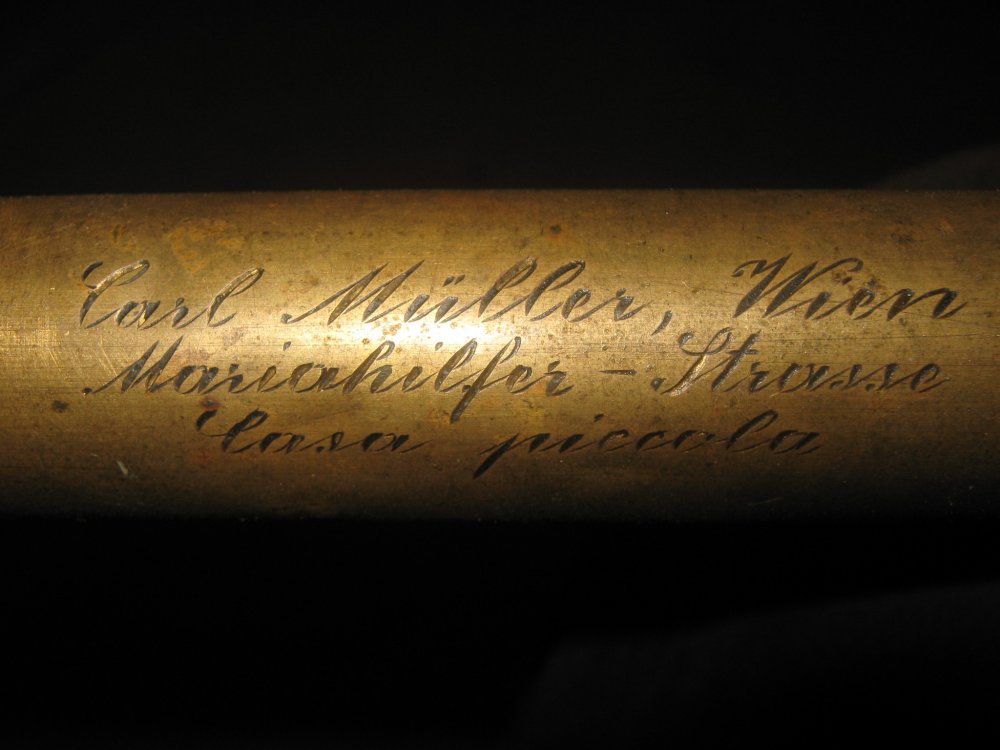 Carl Müller, Wien
Mariahilfer-Strasse
Casa piccola